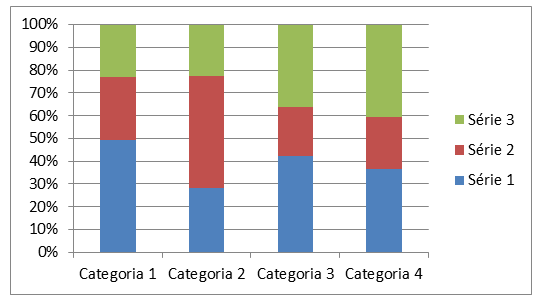 100%
90%
80%
70%
60%
50%
40%
30%
20%
10%
0%
Categoria 1 Categoria 2 Categoria 3 Categoria 4
Série 3
Série 2
Série 1